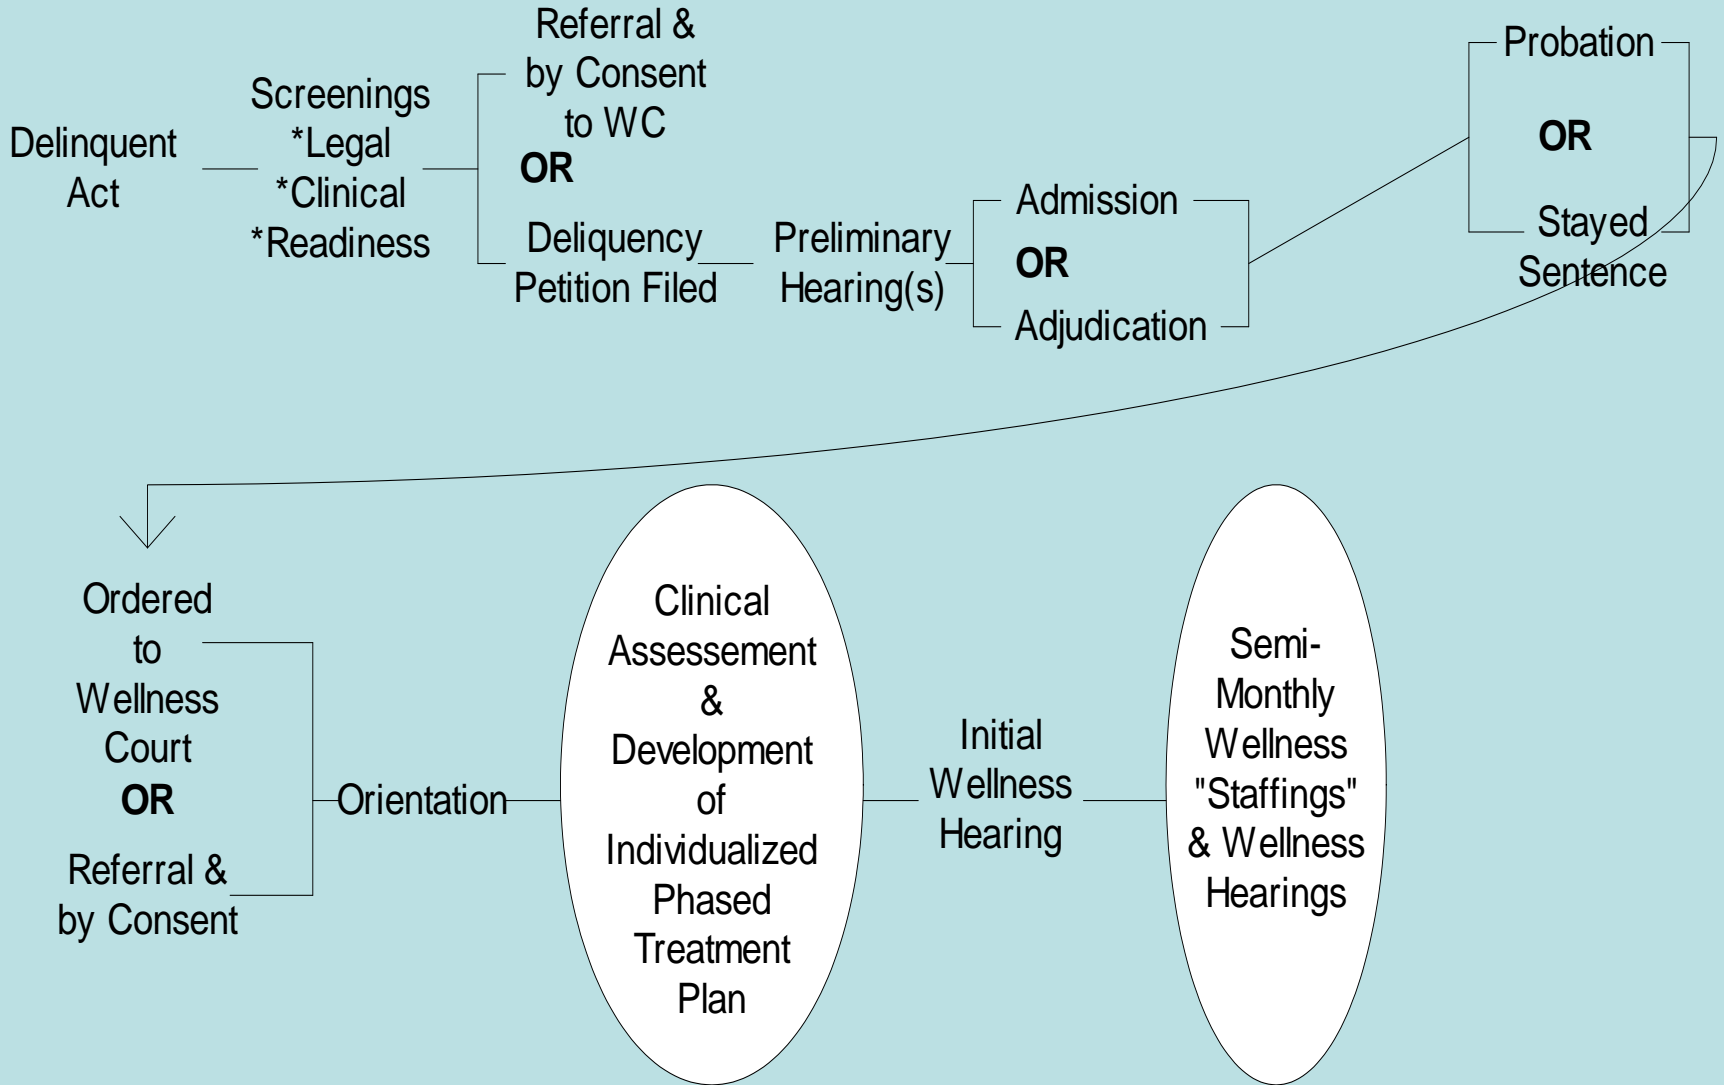 Delinquent
Act
Screenings
*Legal
*Clinical
*Readiness
Referral &
by Consent
to WC
OR
Deliquency
Petition Filed
Preliminary
Hearing(s)
Admission
OR
Adjudication
Probation
OR
Stayed
Sentence
Ordered
to
Wellness
Court
OR
Referral &
by Consent
Orientation
Clinical
Assessement
&
Development
of
Individualized
Phased
Treatment
Plan
Initial
Wellness
Hearing
Semi-
Monthly
Wellness
"Staffings"
& Wellness
Hearings